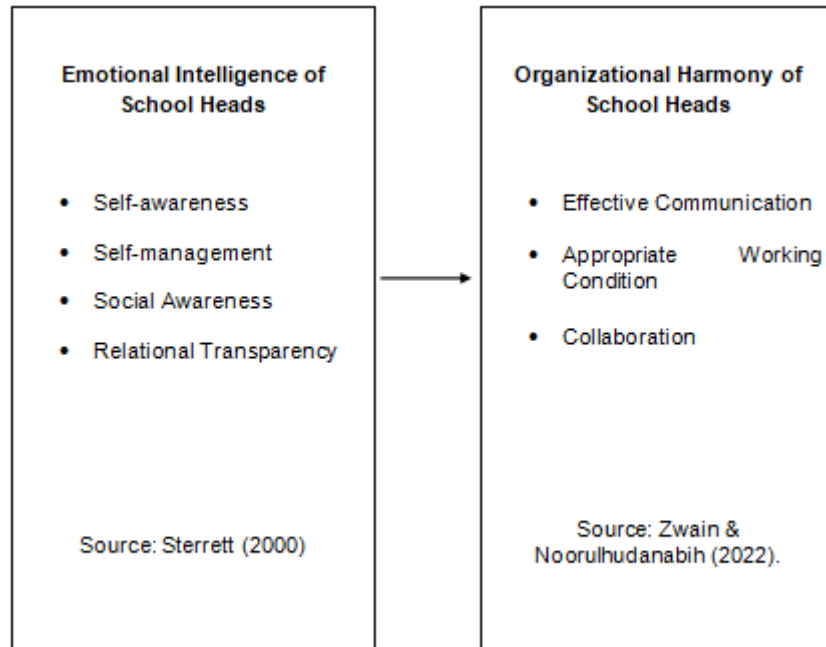 Emotional Intelligence of
School Heads
• Self-awareness
• Self-management
• Social Awareness
• Relational Transparency
Source: Sterrett (2000)
Organizational Harmony of
School Heads
• Effective Communication
• Appropriate Working
Condition
• Collaboration
Source: Zwain &
Noorulhudanabih (2022).